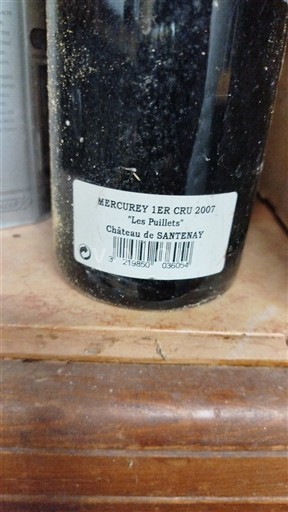 MERCUREY 1ER CRU 2007
"Les Puillets"
Château de SANTENAY
3 219850 036054